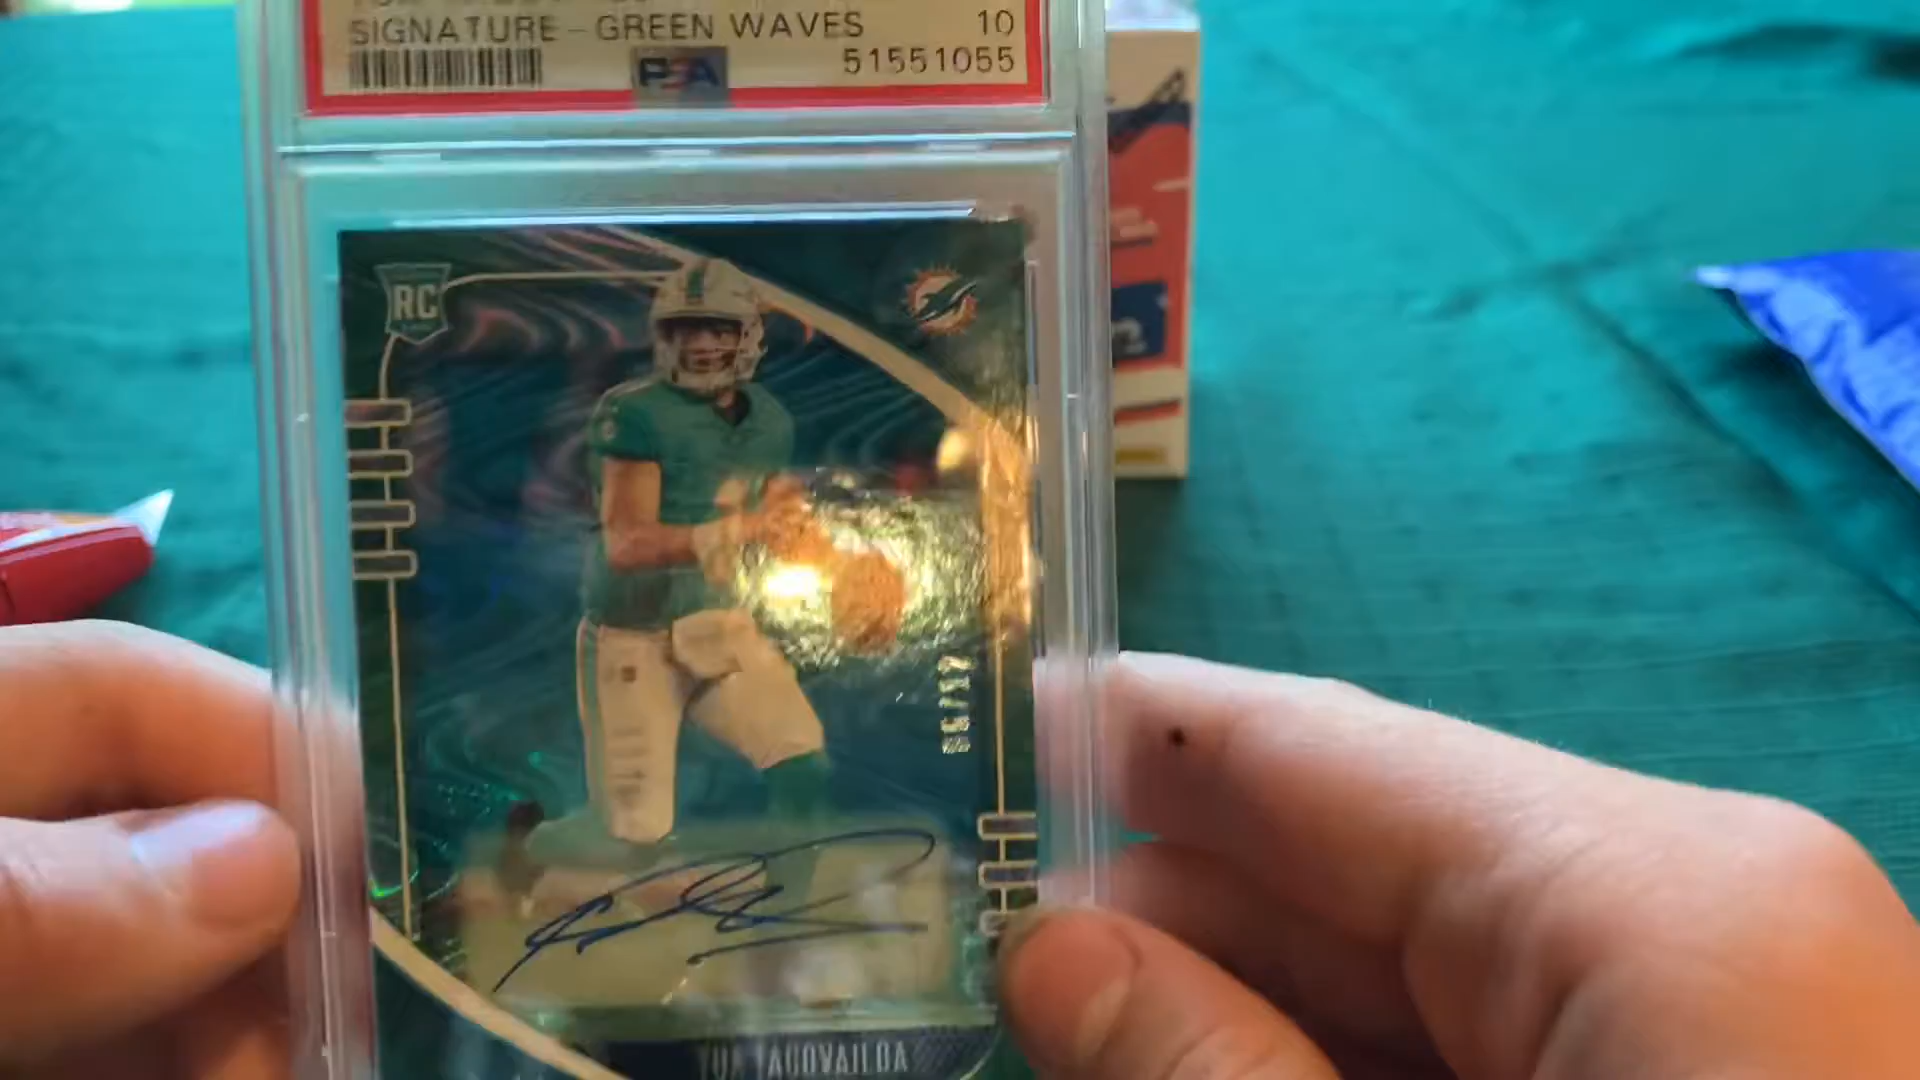 SIGNATURE - GREEN WAVES 10
PSA 51551055
RC
TUA TAGOVAILOA